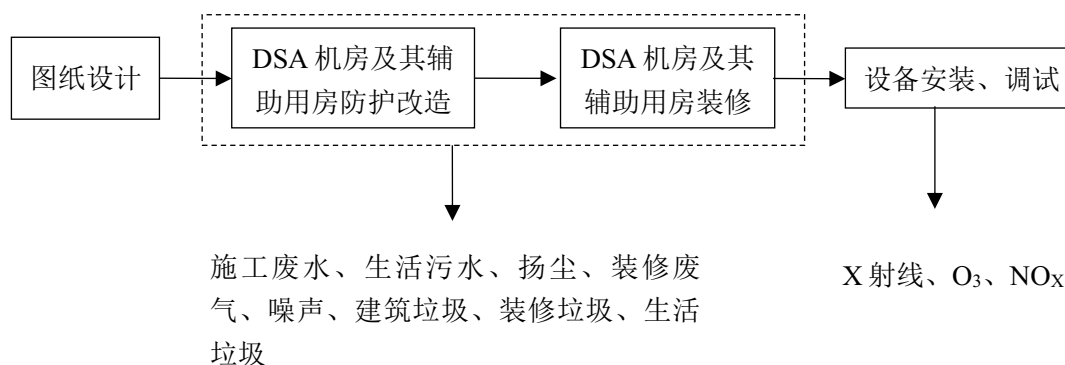 图纸设计
DSA 机房及其辅
助用房防护改造
DSA 机房及其
辅助用房装修
设备安装、调试
施工废水、生活污水、扬尘、装修废
气、噪声、建筑垃圾、装修垃圾、生活
垃圾
X 射线、O₃、NOX